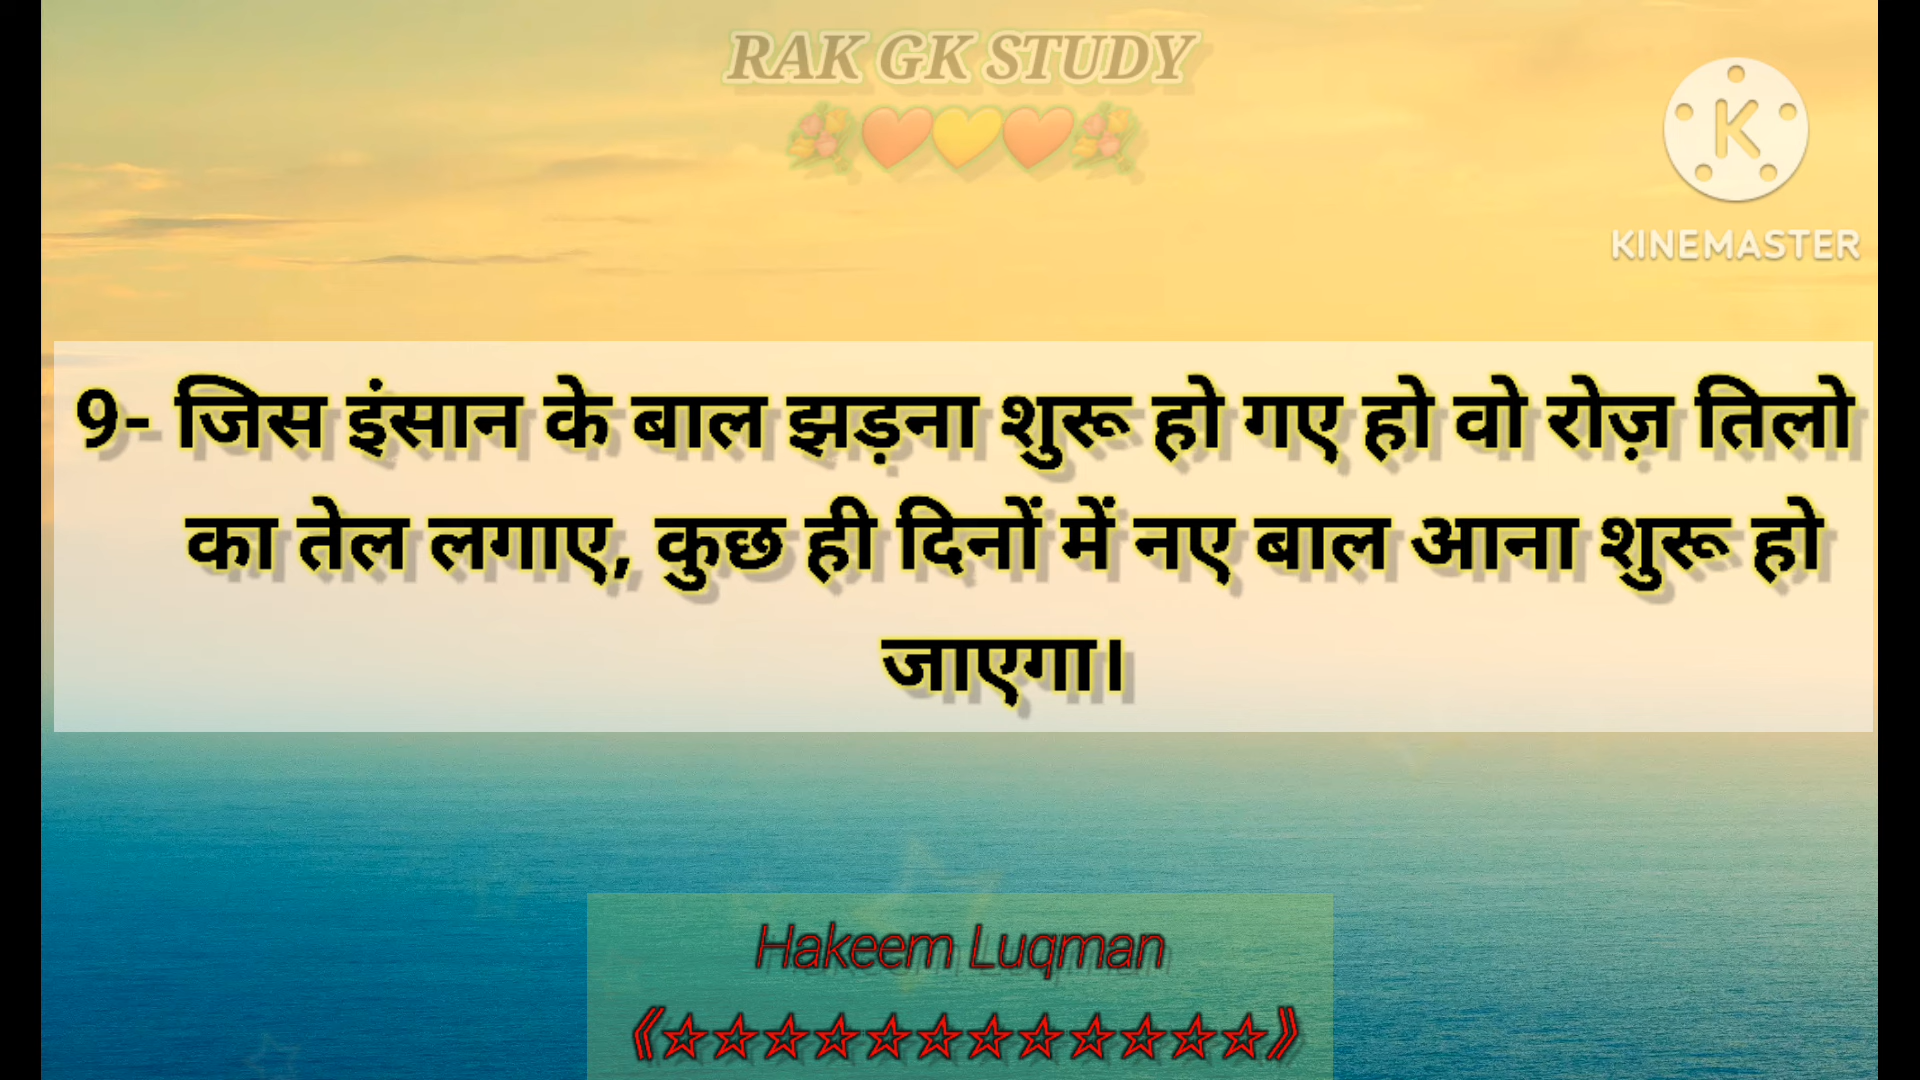 RAK GK STUDY
💐🧡💛🧡💐
K
KINEMASTER
9- जिस इंसान के बाल झड़ना शुरू हो गए हो वो रोज़ तिलो
का तेल लगाए, कुछ ही दिनों में नए बाल आना शुरू हो
जाएगा।
Hakeem Luqman
《☆☆☆☆☆☆☆☆☆☆☆☆》